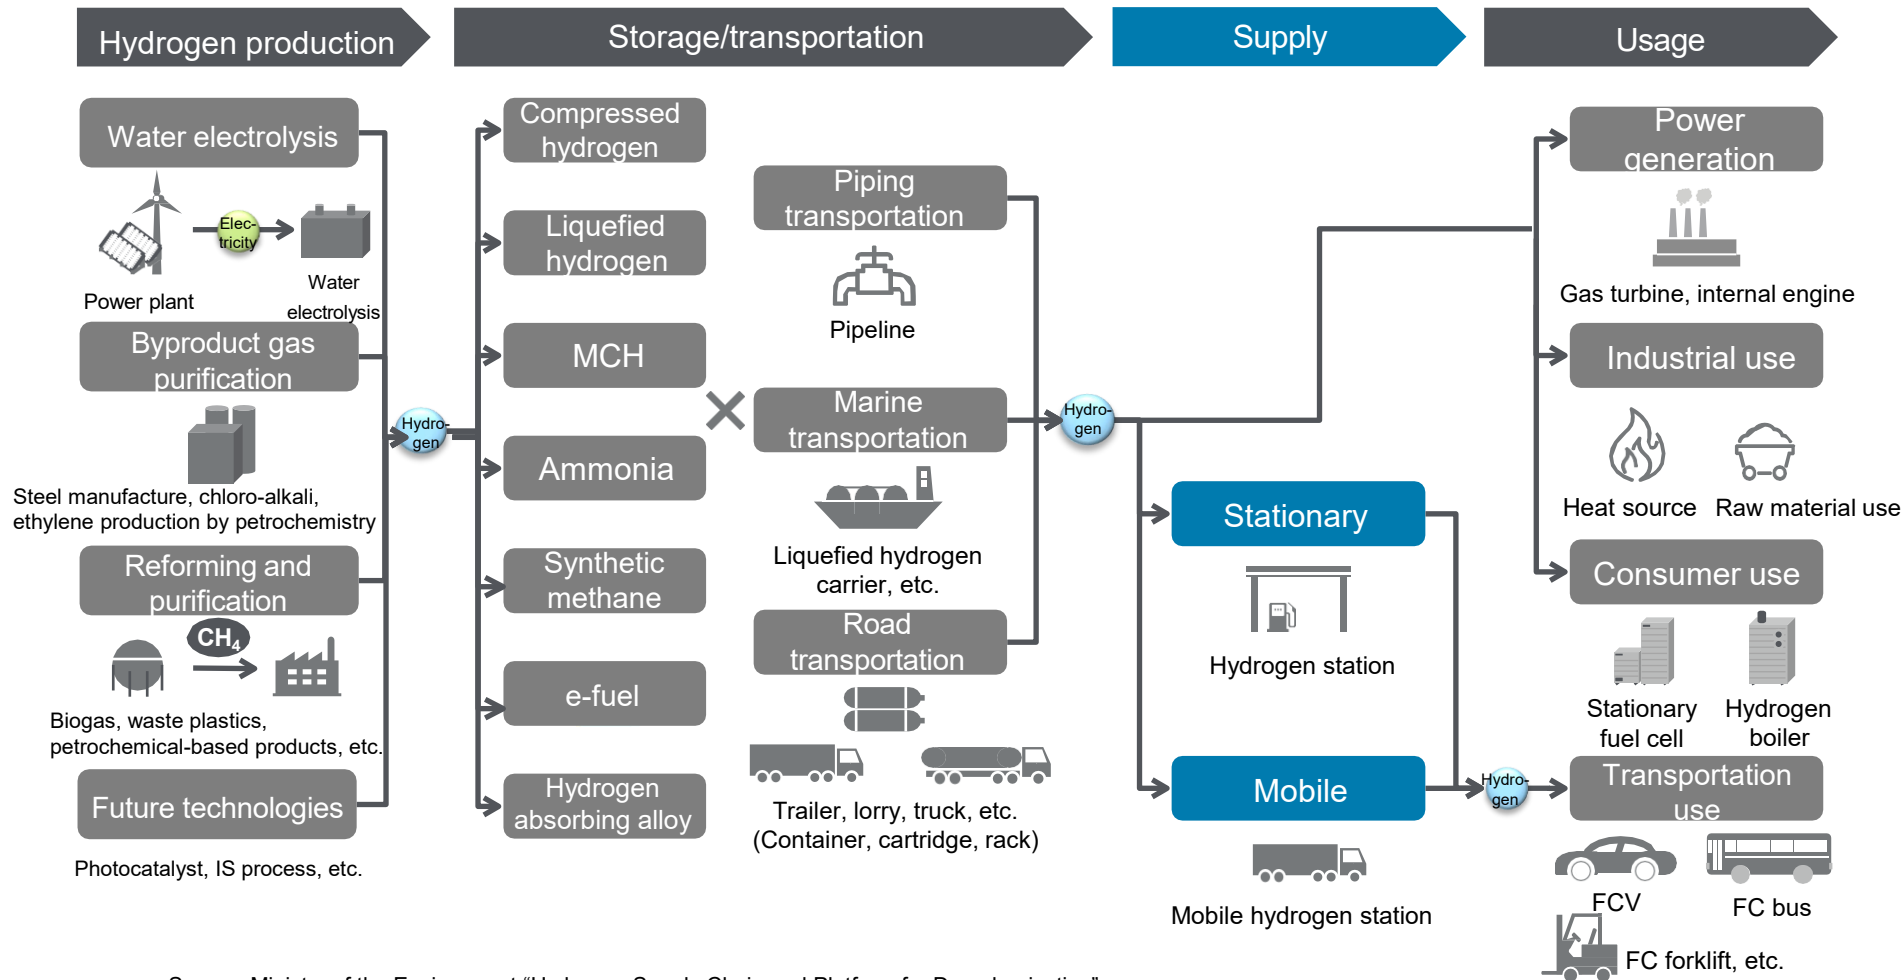 Hydrogen production
Storage/transportation
Supply
Usage
Water electrolysis
Elec-
tricity
Power plant
Water
electrolysis
Byproduct gas
purification
Steel manufacture, chloro-alkali,
ethylene production by petrochemistry
Reforming and
purification
CH4
Biogas, waste plastics,
petrochemical-based products, etc.
Future technologies
Photocatalyst, IS process, etc.
Hydro-
gen
Compressed
hydrogen
Liquefied
hydrogen
MCH
Ammonia
Synthetic
methane
e-fuel
Hydrogen
absorbing alloy
Piping
transportation
Pipeline
Marine
transportation
Liquefied hydrogen
carrier, etc.
Road
transportation
Trailer, lorry, truck, etc.
(Container, cartridge, rack)
Hydro-
gen
Stationary
Hydrogen station
Mobile
Mobile hydrogen station
Hydro-
gen
Power
generation
Gas turbine, internal engine
Industrial use
Heat source
Raw material use
Consumer use
Stationary
fuel cell
Hydrogen
boiler
Transportation
use
FCV
FC bus
FC forklift, etc.